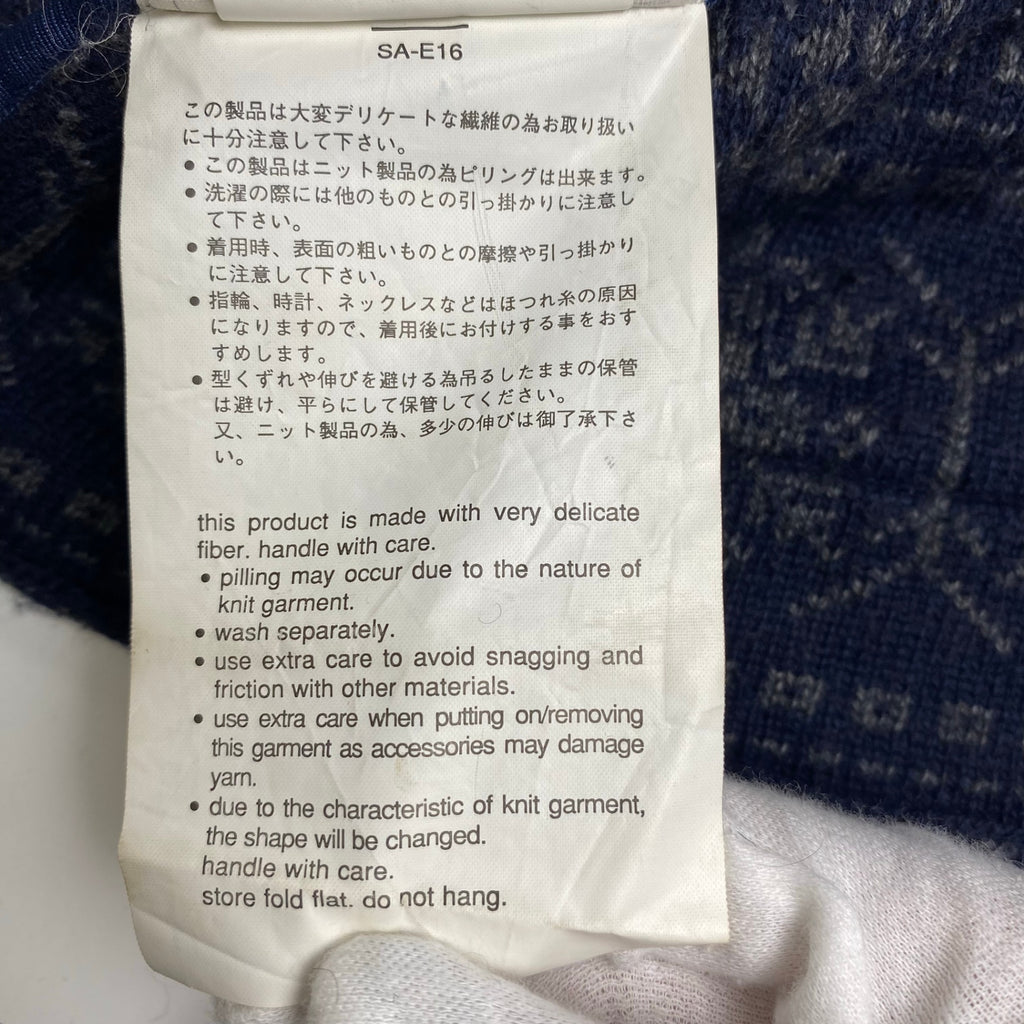 SA-E16
この製品は大変デリケートな繊維の為お取り扱い
に十分注意して下さい。
● この製品はニット製品の為ピリングは出来ます。
● 洗濯の際には他のものとの引っ掛かりに注意し
て下さい。
● 着用時、表面の粗いものとの摩擦や引っ掛かり
に注意して下さい。
● 指輪、時計、ネックレスなどはほつれ糸の原因
になりますので、着用後にお付けする事をおす
すめします。
● 型くずれや伸びを避ける為吊るしたままの保管
は避け、平らにして保管してください。
又、ニット製品の為、多少の伸びは御了承下さ
い。
this product is made with very delicate
fiber. handle with care.
● pilling may occur due to the nature of
knit garment.
● wash separately.
● use extra care to avoid snagging and
friction with other materials.
● use extra care when putting on/removing
this garment as accessories may damage
yarn.
● due to the characteristic of knit garment,
the shape will be changed.
handle with care.
store fold flat. do not hang.